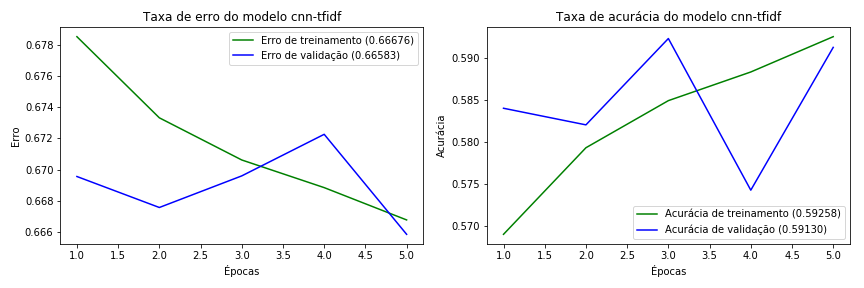 Taxa de erro do modelo cnn-tfidf
Erro de treinamento (0.66676)
Erro de validação (0.66583)
0.678
0.676
0.674
0.672
0.670
0.668
0.666
Erro
1.0 1.5 2.0 2.5 3.0 3.5 4.0 4.5 5.0
Épocas
Taxa de acurácia do modelo cnn-tfidf
0.590
0.585
0.580
0.575
0.570
Acurácia
Acurácia de treinamento (0.59258)
Acurácia de validação (0.59130)
1.0 1.5 2.0 2.5 3.0 3.5 4.0 4.5 5.0
Épocas